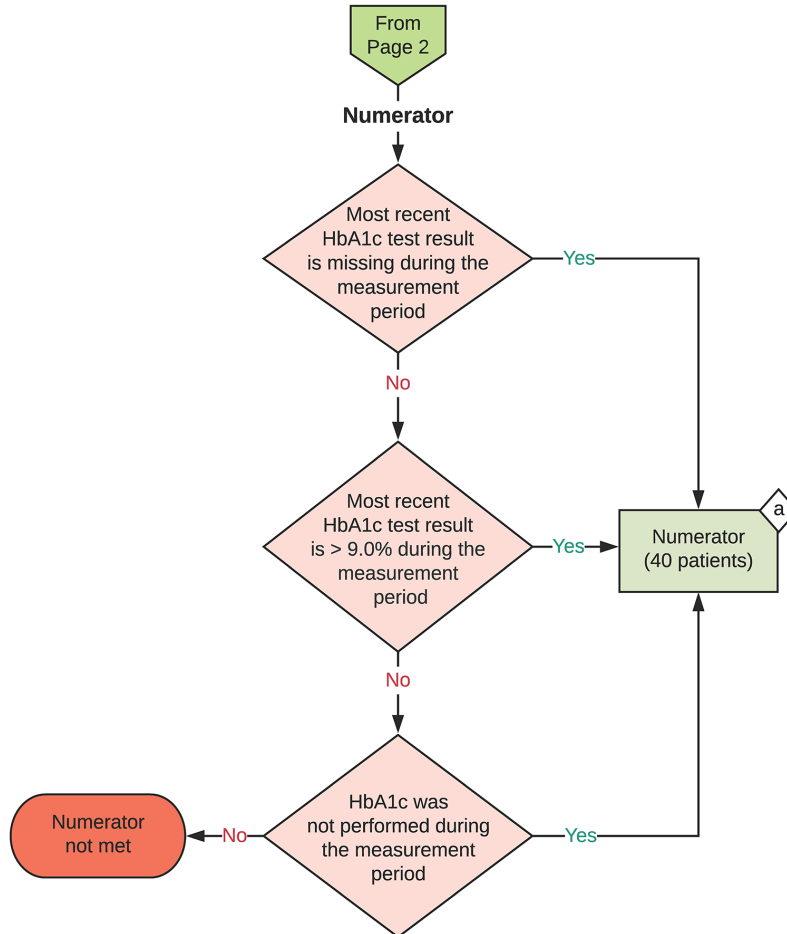 From
Page 2
Numerator
Most recent
HbA1c test result
is missing during the
measurement
period
Yes
No
Most recent
HbA1c test result
is > 9.0% during the
measurement
period
Yes
a
Numerator
(40 patients)
No
HbA1c was
not performed during
the measurement
period
Yes
No
Numerator
not met